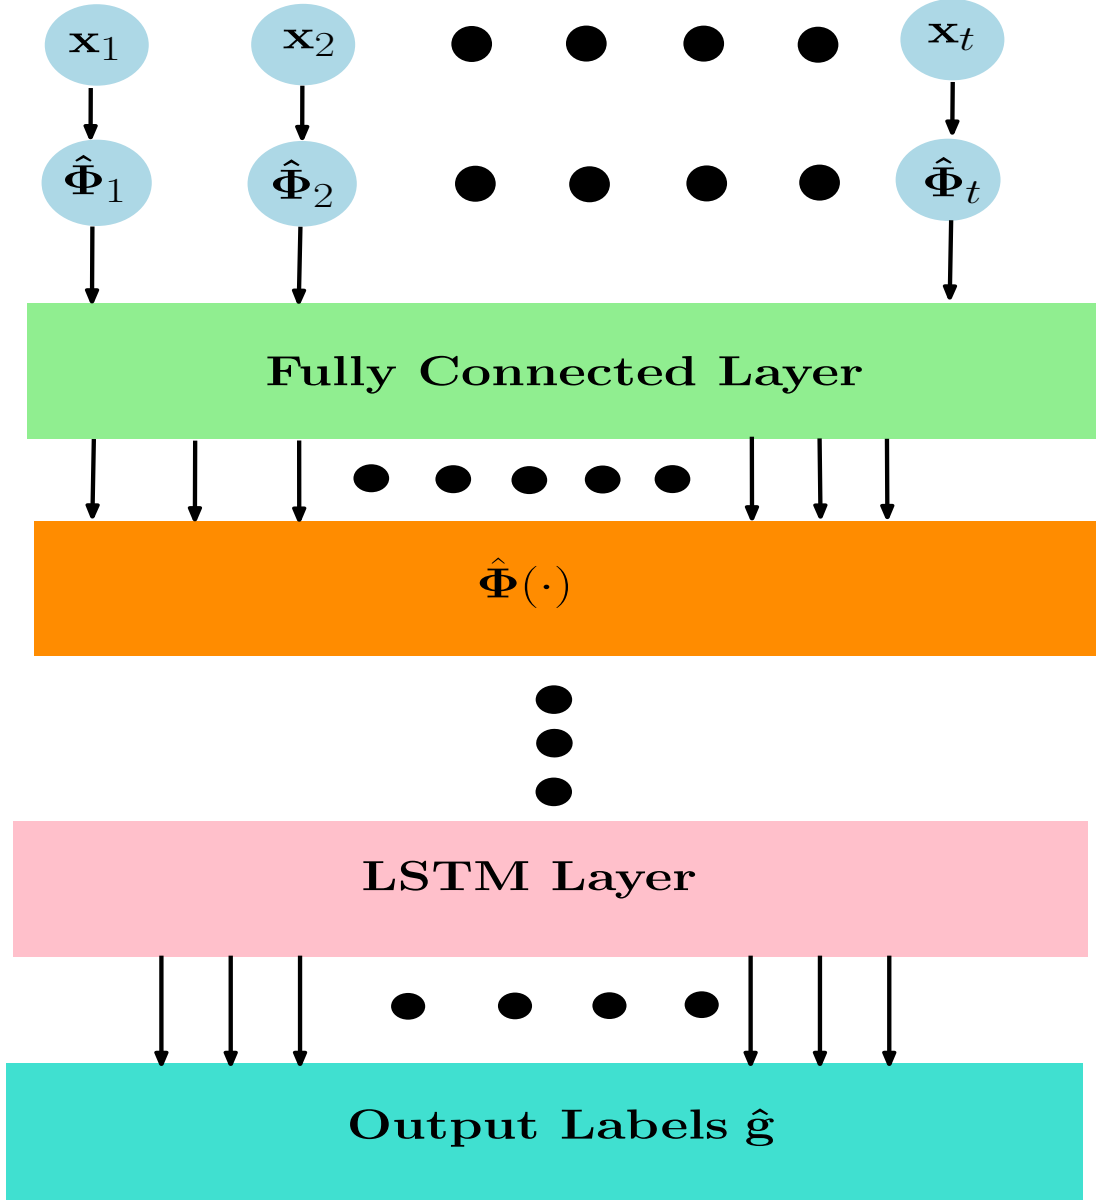 𝐱₁ 𝐱₂ 𝐱ₜ
𝚽̂₁ 𝚽̂₂ 𝚽̂ₜ
Fully Connected Layer
𝚽̂(·)
LSTM Layer
Output Labels 𝐠̂